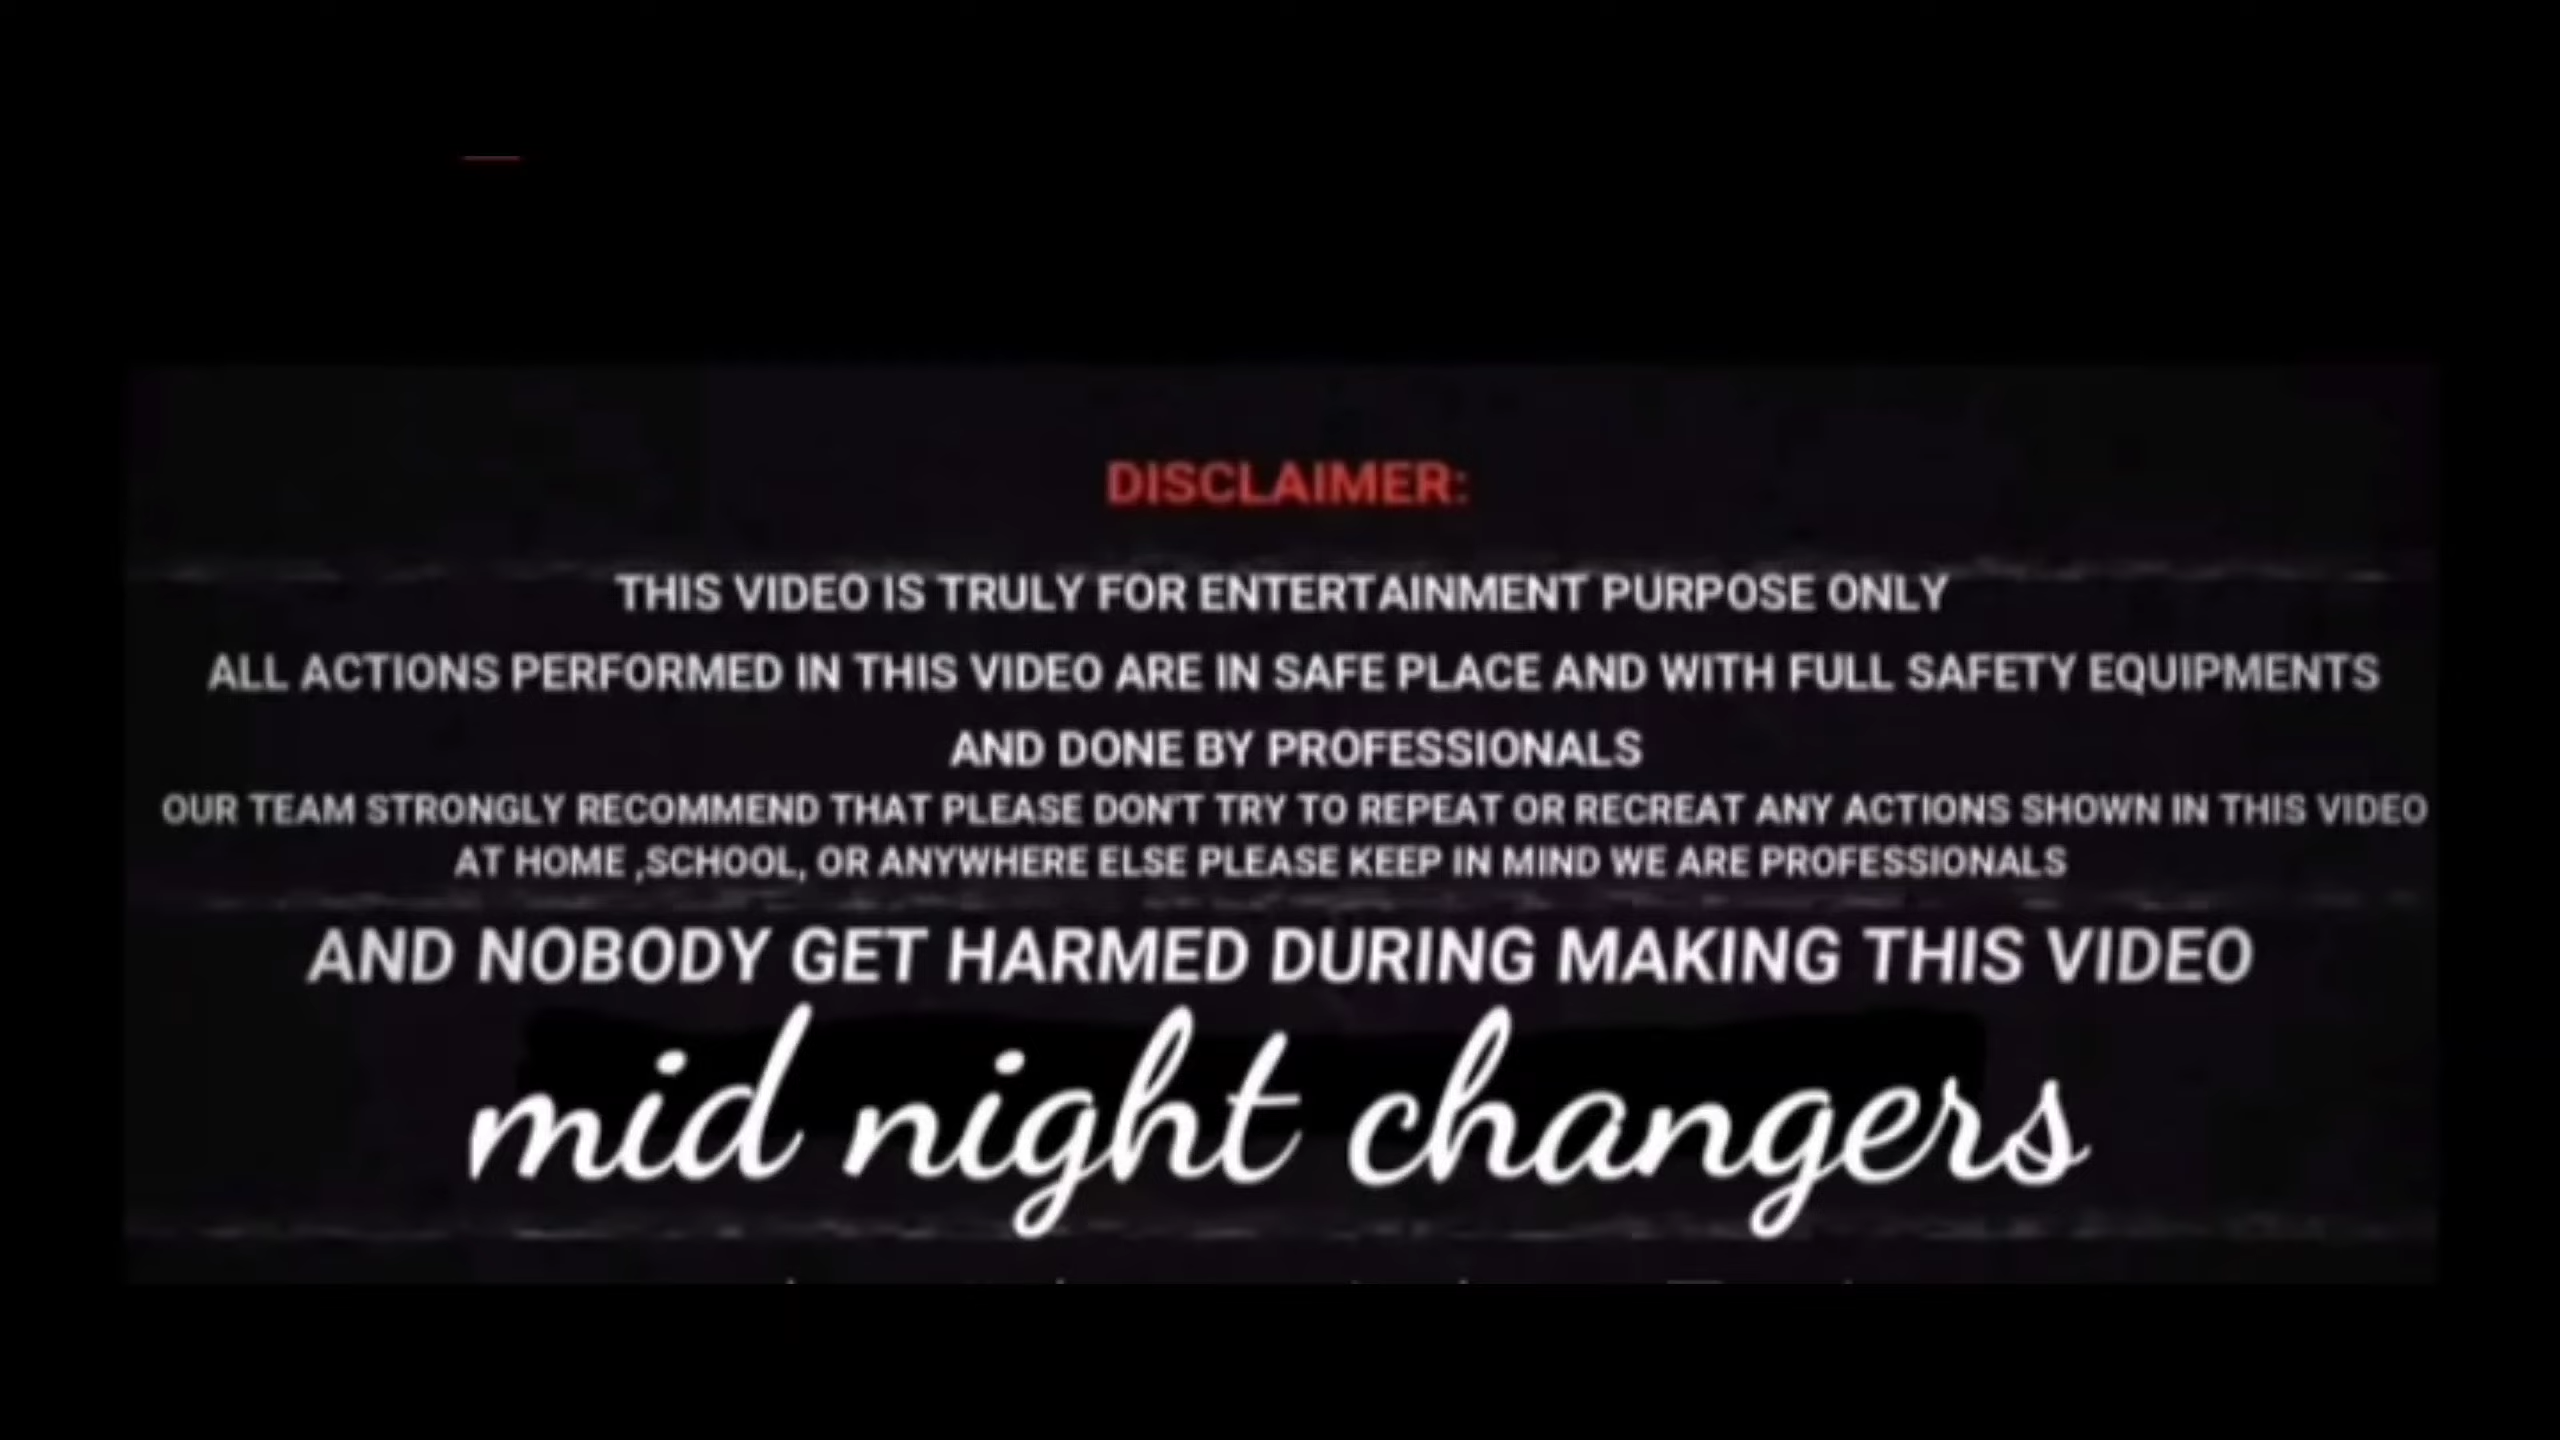 DISCLAIMER:
THIS VIDEO IS TRULY FOR ENTERTAINMENT PURPOSE ONLY
ALL ACTIONS PERFORMED IN THIS VIDEO ARE IN SAFE PLACE AND WITH FULL SAFETY EQUIPMENTS
AND DONE BY PROFESSIONALS
OUR TEAM STRONGLY RECOMMEND THAT PLEASE DON'T TRY TO REPEAT OR RECREAT ANY ACTIONS SHOWN IN THIS VIDEO
AT HOME ,SCHOOL, OR ANYWHERE ELSE PLEASE KEEP IN MIND WE ARE PROFESSIONALS
AND NOBODY GET HARMED DURING MAKING THIS VIDEO
mid night changers